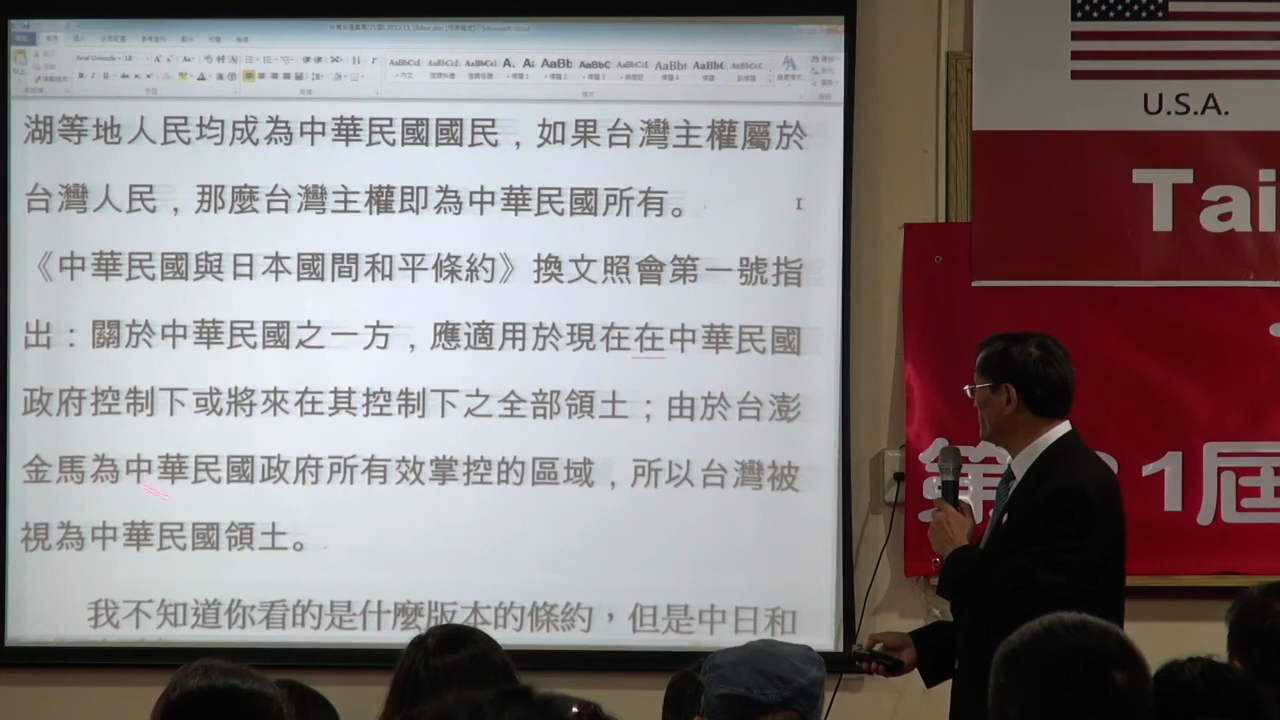 湖等地人民均成為中華民國國民，如果台灣主權屬於
台灣人民，那麼台灣主權即為中華民國所有。
《中華民國與日本國間和平條約》換文照會第一號指
出：關於中華民國之一方，應適用於現在在中華民國
政府控制下或將來在其控制下之全部領土；由於台澎
金馬為中華民國政府所有效掌控的區域，所以台灣被
視為中華民國領土。
我不知道你看的是什麼版本的條約，但是中日和
U.S.A.
Tai
1屆